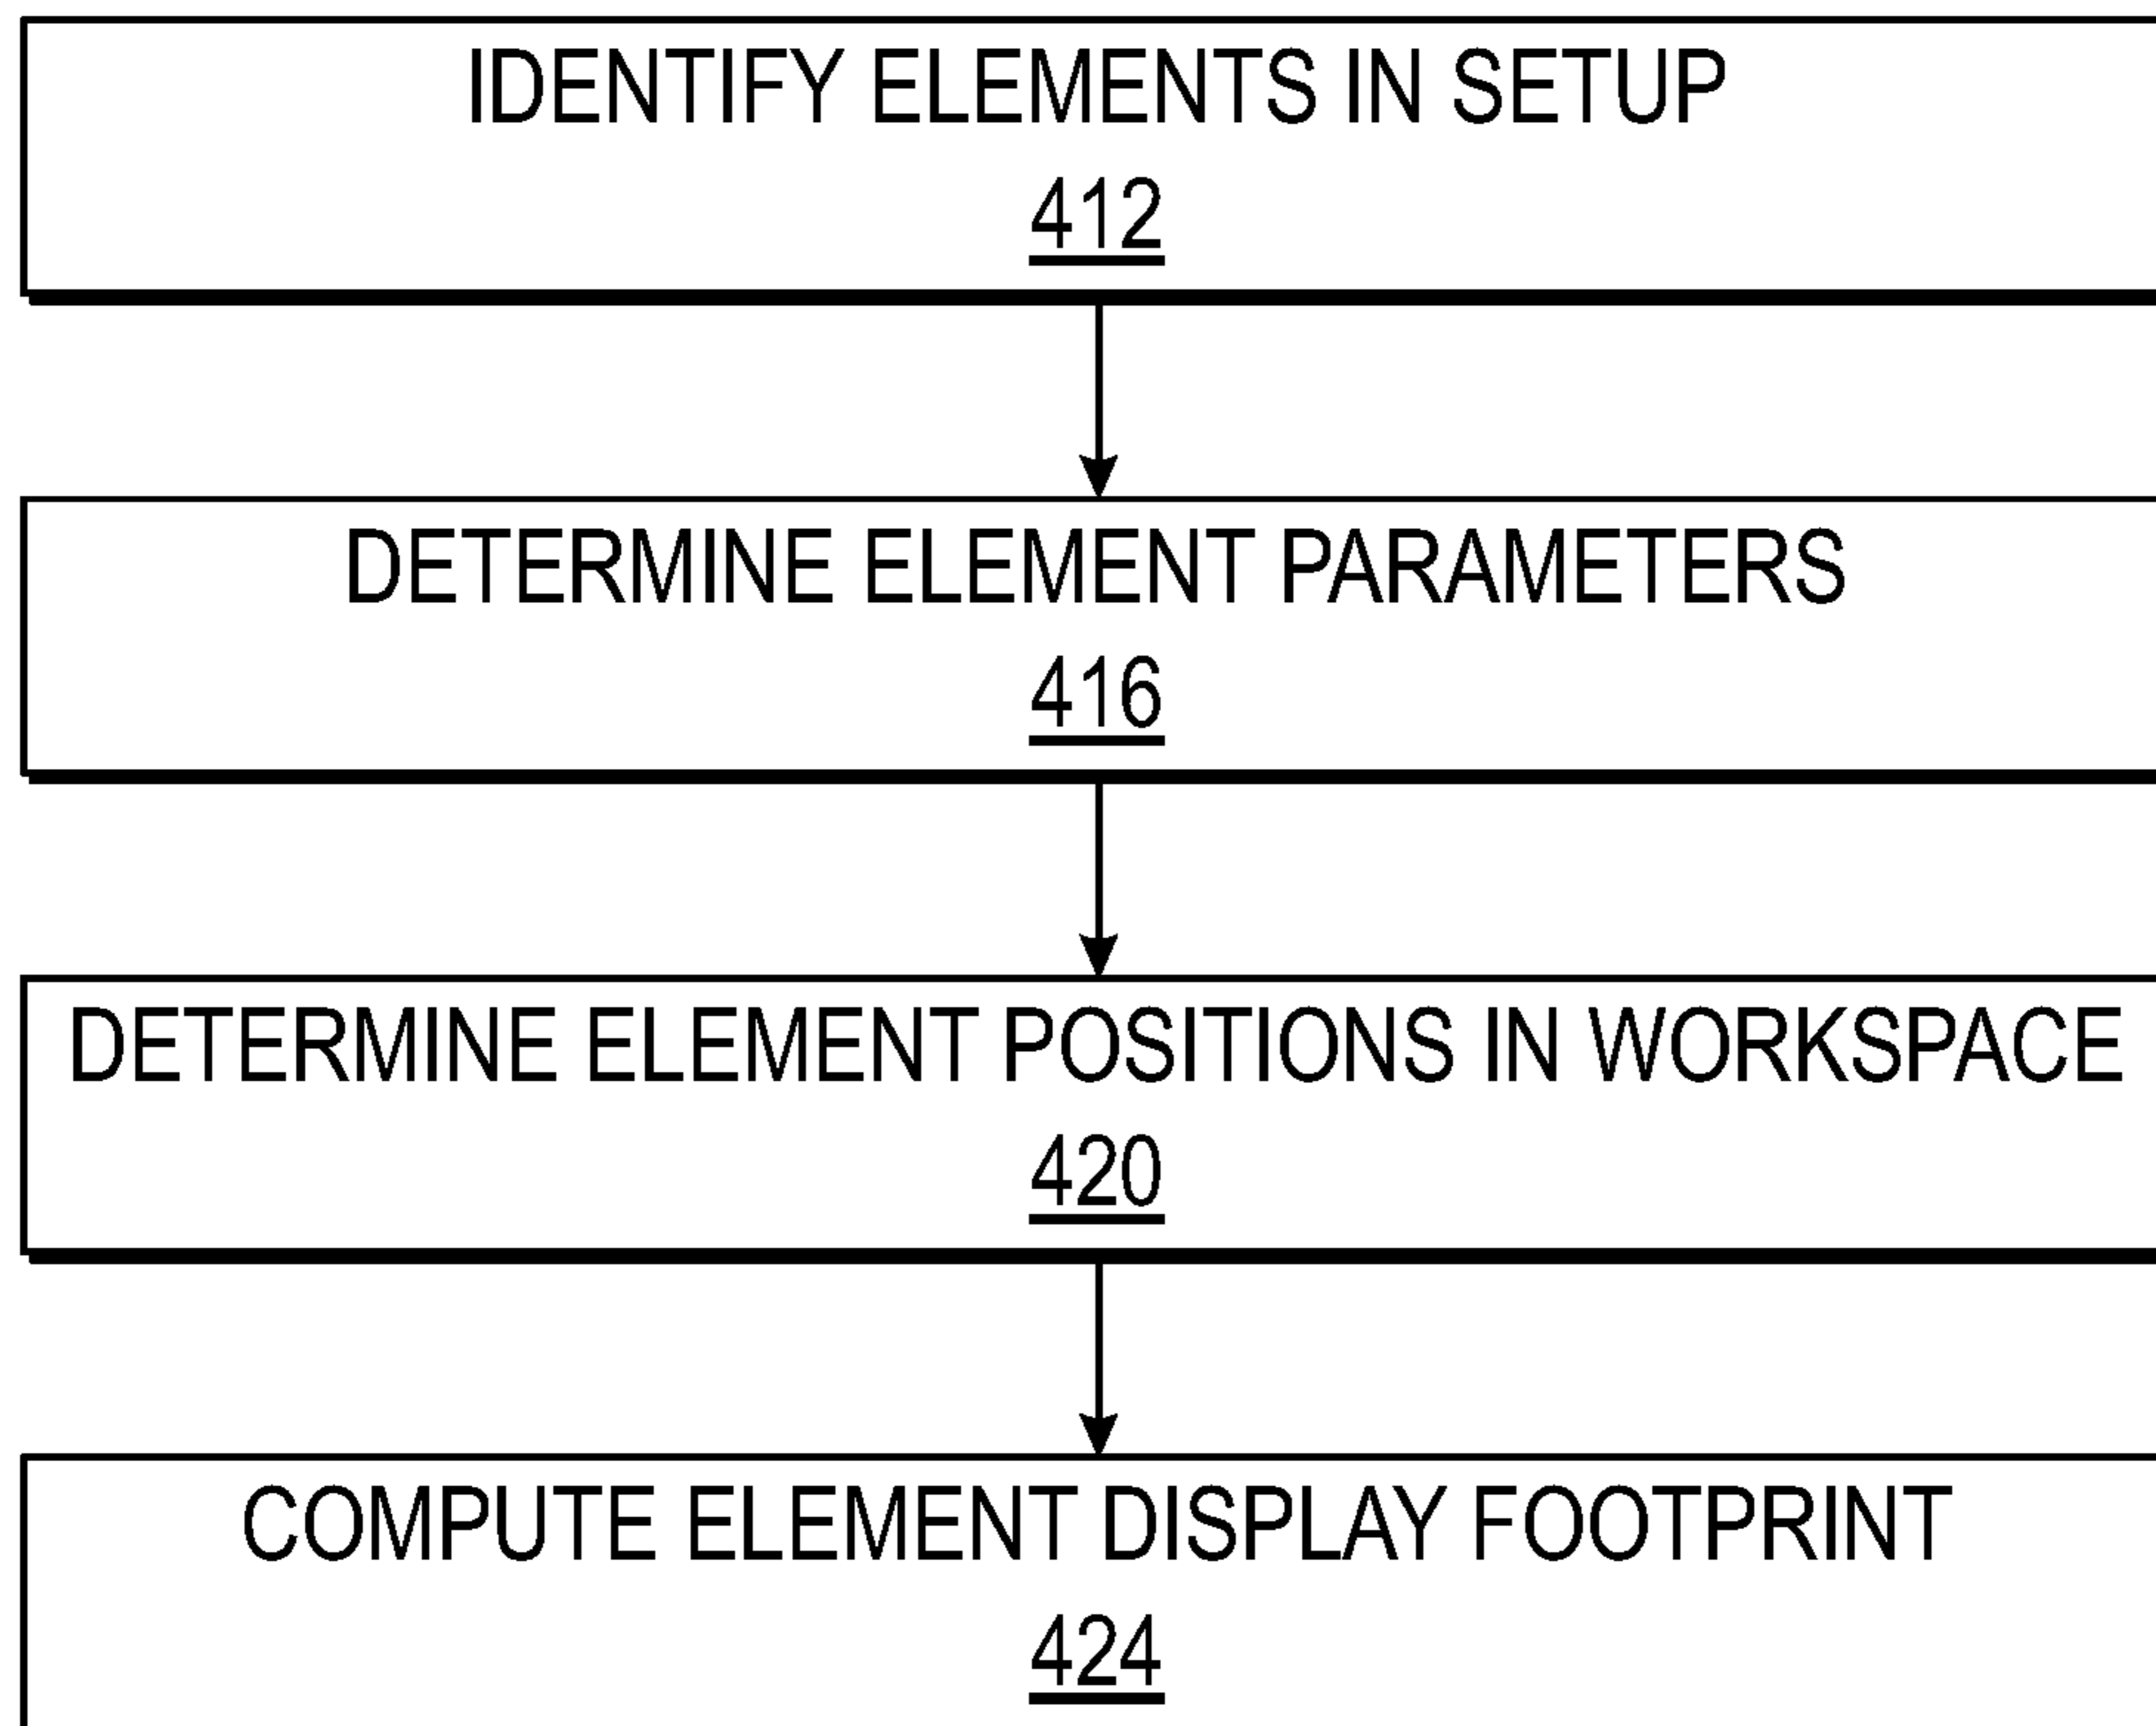 IDENTIFY ELEMENTS IN SETUP
412
DETERMINE ELEMENT PARAMETERS
416
DETERMINE ELEMENT POSITIONS IN WORKSPACE
420
COMPUTE ELEMENT DISPLAY FOOTPRINT
424